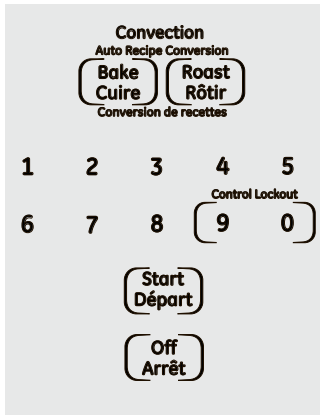 Convection
Auto Recipe Conversion
Bake Roast
Cuire Rôtir
Conversion de recettes
1 2 3 4 5
Control Lockout
6 7 8 9 0
Start
Départ
Off
Arrêt